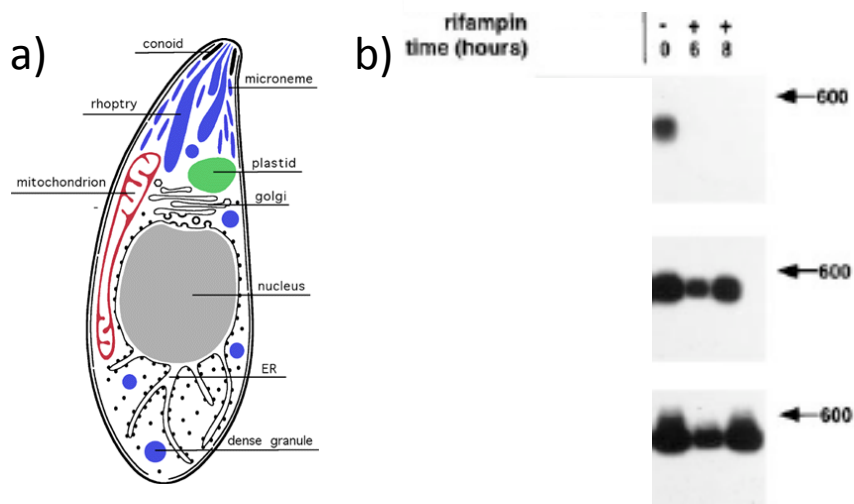 a)
conoid
microneme
rhoptry
plastid
mitochondrion
golgi
nucleus
ER
dense granule
b)
rifampin - + +
time (hours) 0 6 8
600
600
600